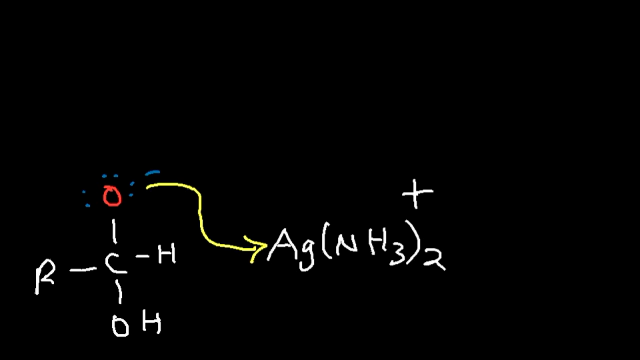 O
+
Ag(NH3)2
R – C – H
OH